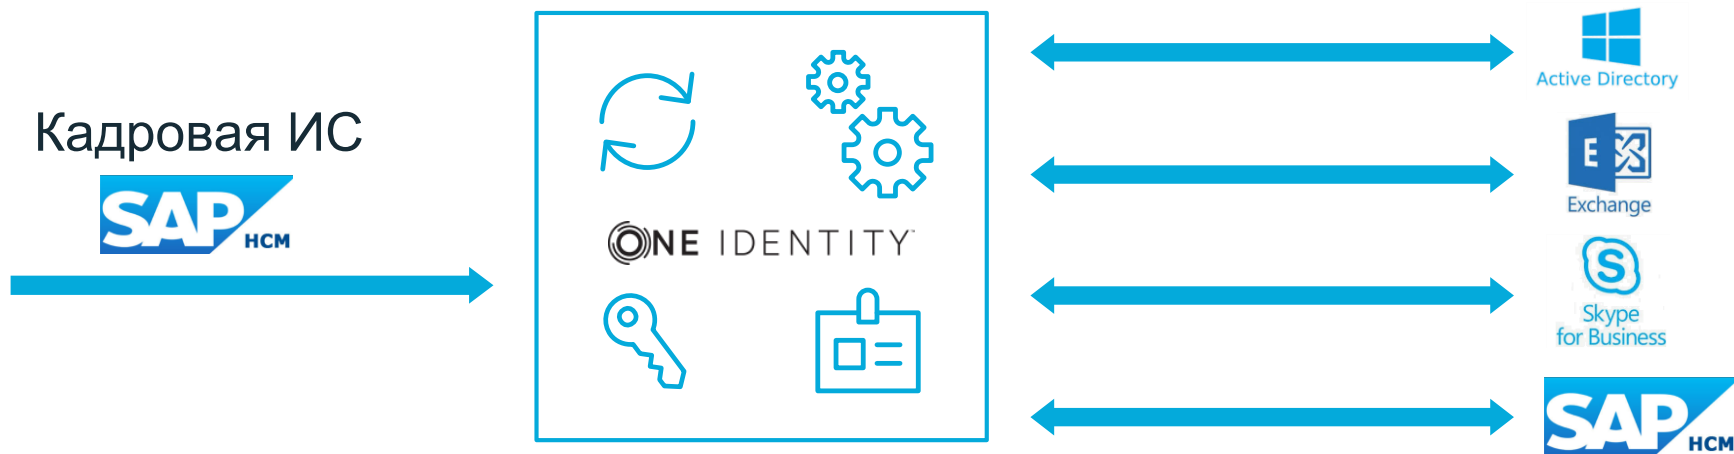 Кадровая ИС
SAP HCM
ONE IDENTITY
Active Directory
E
Exchange
S
Skype
for Business
SAP HCM